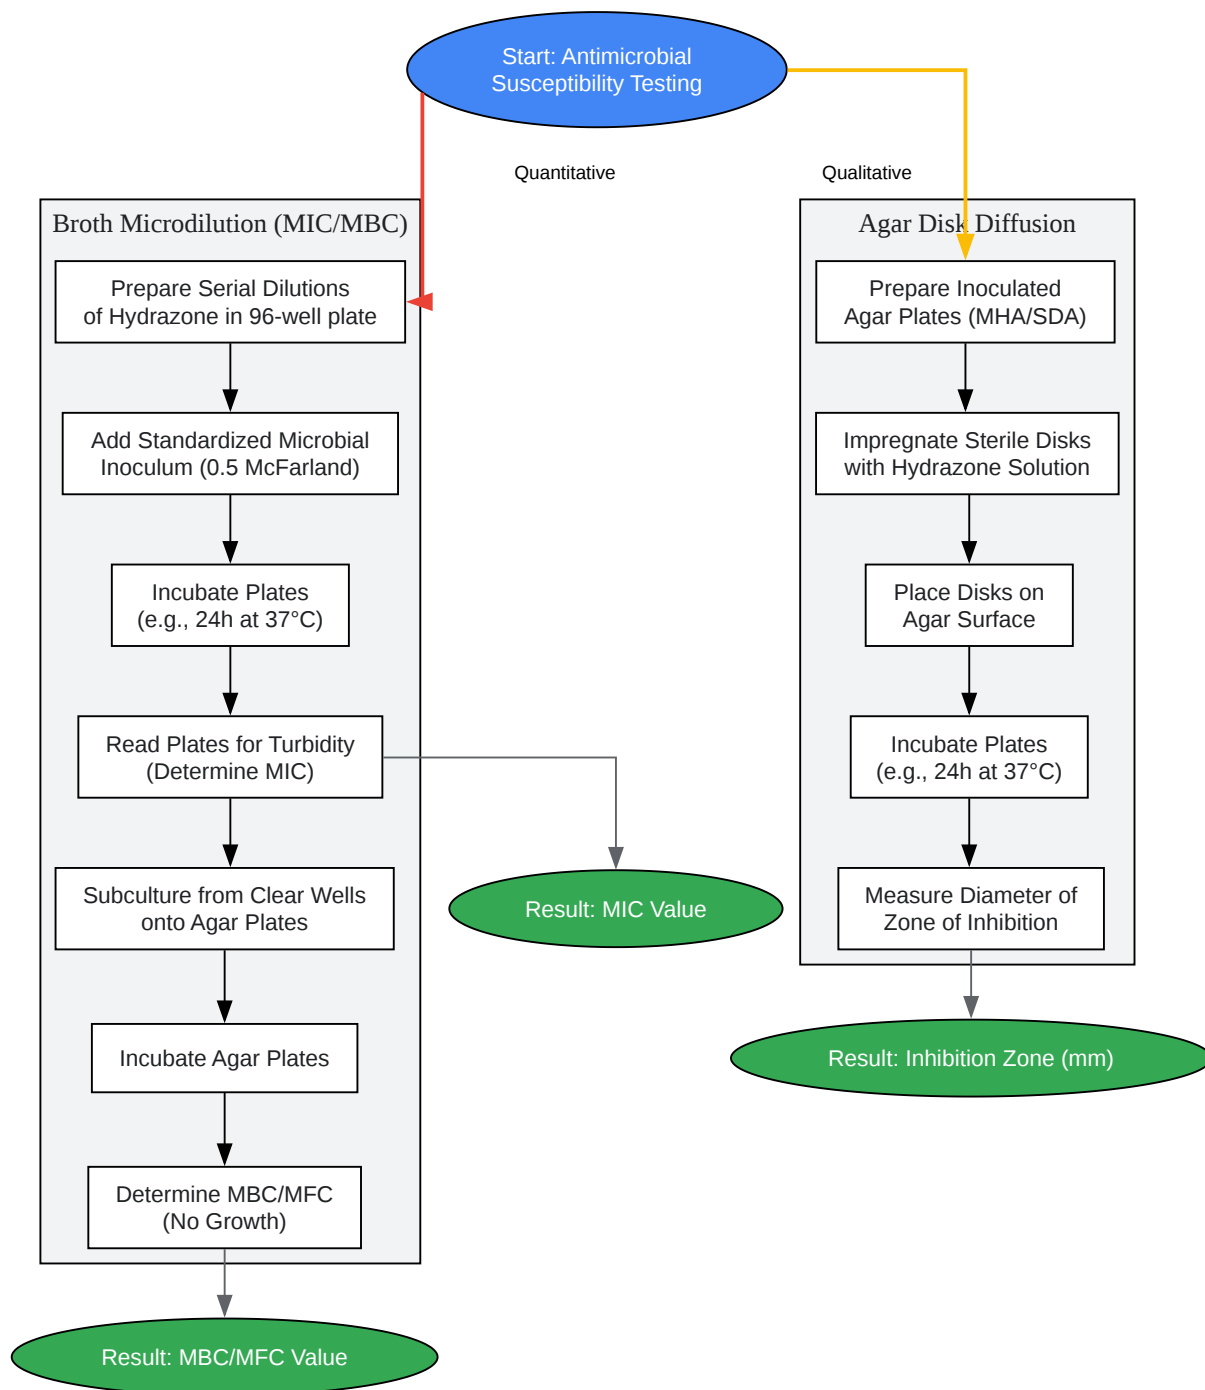 Start: Antimicrobial
Susceptibility Testing
Quantitative
Qualitative
Broth Microdilution (MIC/MBC)
Prepare Serial Dilutions
of Hydrazone in 96-well plate
Add Standardized Microbial
Inoculum (0.5 McFarland)
Incubate Plates
(e.g., 24h at 37°C)
Read Plates for Turbidity
(Determine MIC)
Subculture from Clear Wells
onto Agar Plates
Incubate Agar Plates
Determine MBC/MFC
(No Growth)
Result: MBC/MFC Value
Result: MIC Value
Agar Disk Diffusion
Prepare Inoculated
Agar Plates (MHA/SDA)
Impregnate Sterile Disks
with Hydrazone Solution
Place Disks on
Agar Surface
Incubate Plates
(e.g., 24h at 37°C)
Measure Diameter of
Zone of Inhibition
Result: Inhibition Zone (mm)